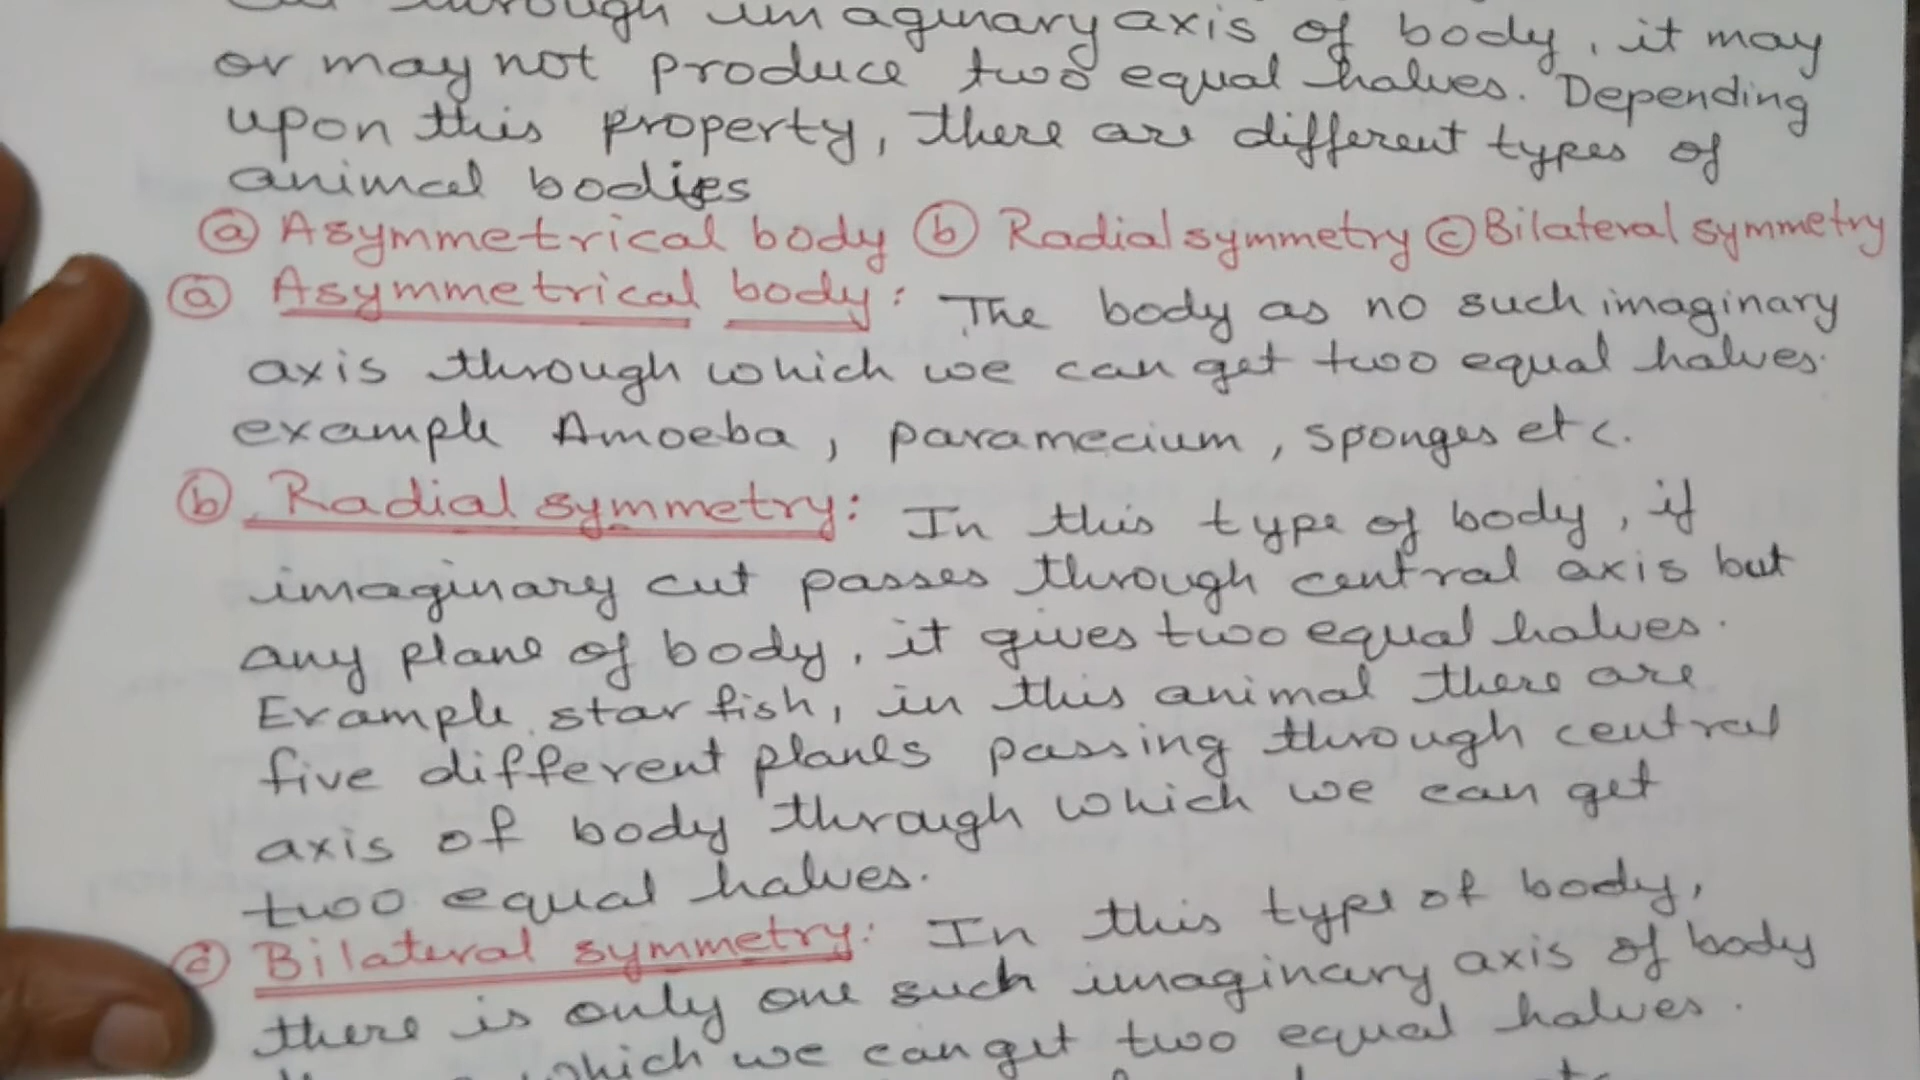 through imaginary axis of body, it may
or may not produce two equal halves. Depending
upon this property, there are different types of
animal bodies
(a) Asymmetrical body (b) Radial symmetry (c) Bilateral symmetry
(a) Asymmetrical body: The body as no such imaginary
axis through which we can get two equal halves.
example Amoeba, paramecium, sponges etc.
(b) Radial symmetry: In this type of body, if
imaginary cut passes through central axis but
any plane of body, it gives two equal halves.
Example starfish, in this animal there are
five different planes passing through central
axis of body through which we can get
two equal halves.
(c) Bilateral symmetry: In this type of body,
there is only one such imaginary axis of body
which we can get two equal halves.